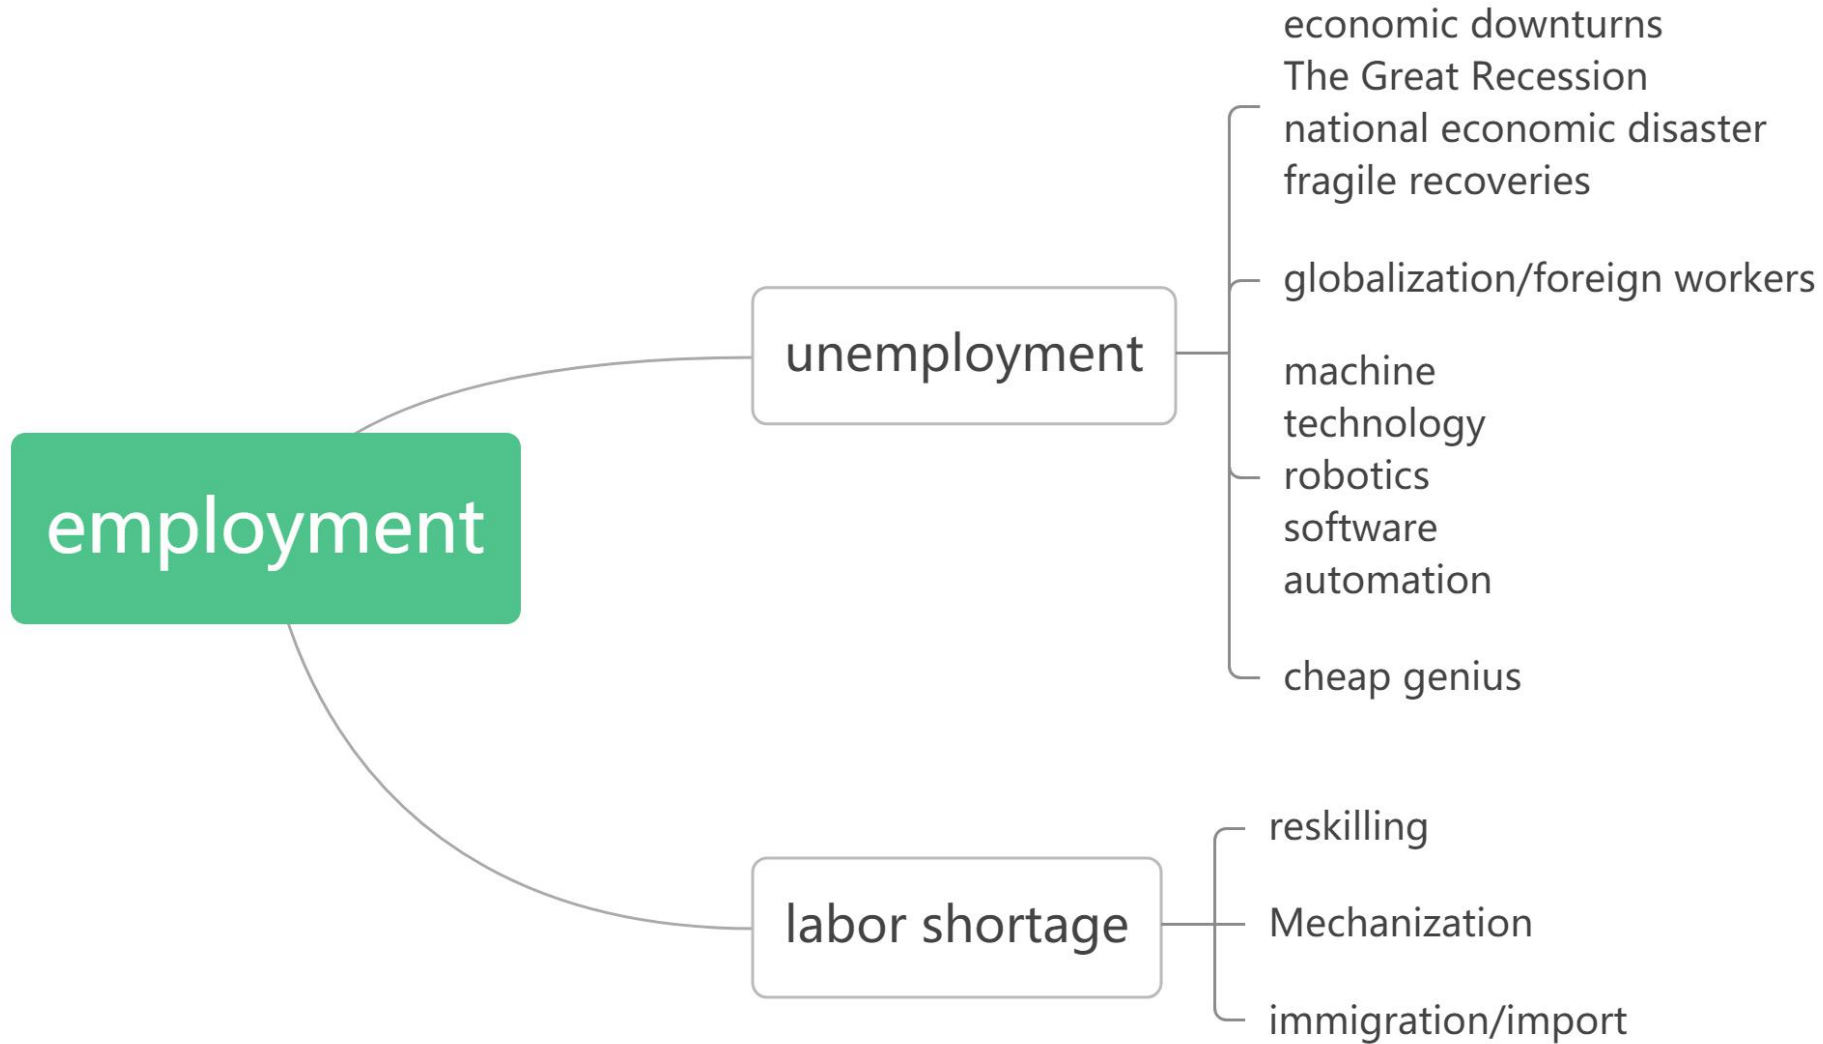 employment
unemployment
economic downturns
The Great Recession
national economic disaster
fragile recoveries
globalization/foreign workers
machine
technology
robotics
software
automation
cheap genius
labor shortage
reskilling
Mechanization
immigration/import